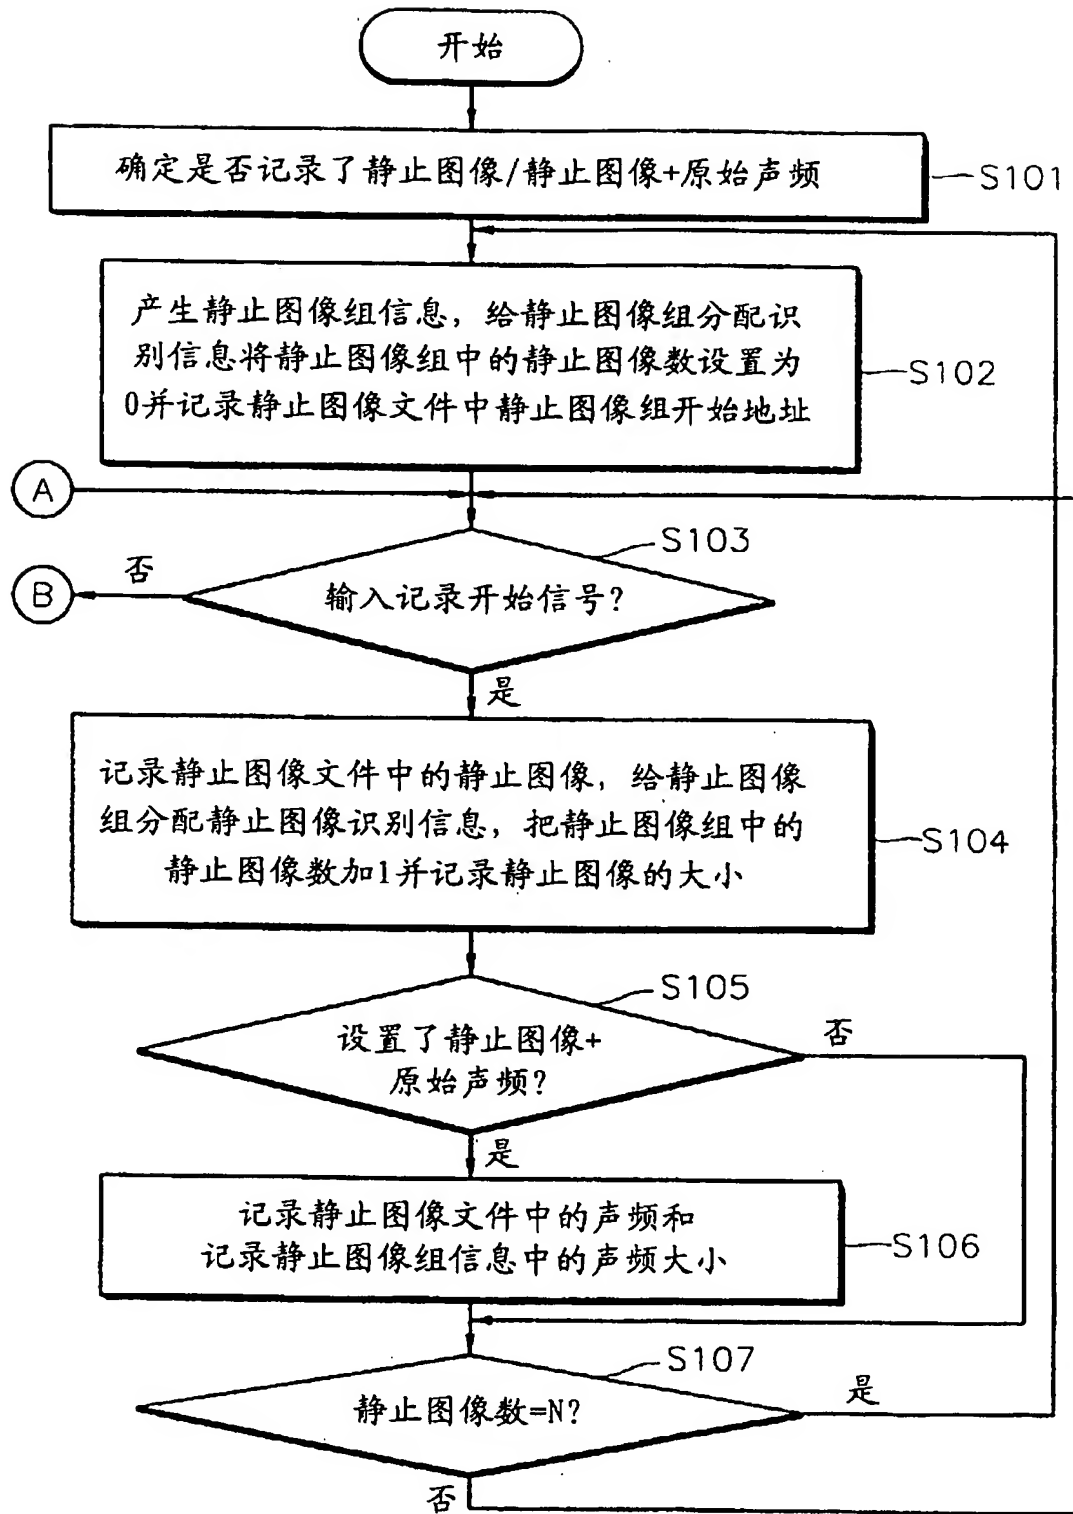 开始
确定是否记录了静止图像/静止图像+原始声频
S101
产生静止图像组信息，给静止图像组分配识
别信息将静止图像组中的静止图像数设置为
0并记录静止图像文件中静止图像组开始地址
S102
A
S103
否
B
输入记录开始信号?
是
记录静止图像文件中的静止图像，给静止图像
组分配静止图像识别信息，把静止图像组中的
静止图像数加1并记录静止图像的大小
S104
S105
设置了静止图像+
原始声频?
否
是
记录静止图像文件中的声频和
记录静止图像组信息中的声频大小
S106
S107
静止图像数=N?
是
否